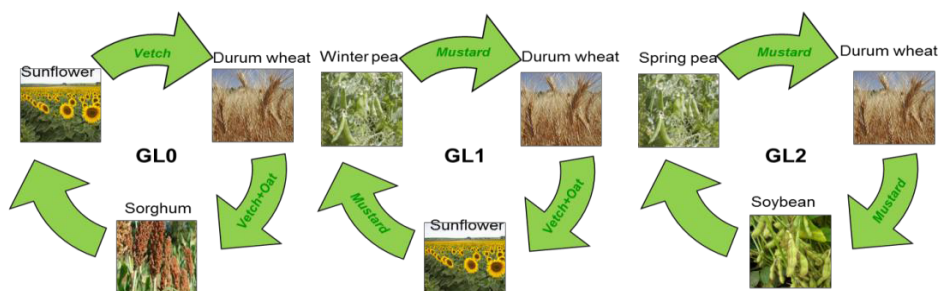 Vetch
Sunflower
Durum wheat
GL0
Vetch+Oat
Sorghum
Winter pea
Mustard
Durum wheat
GL1
Vetch+Oat
Sunflower
Mustard
Spring pea
Mustard
Durum wheat
GL2
Mustard
Soybean